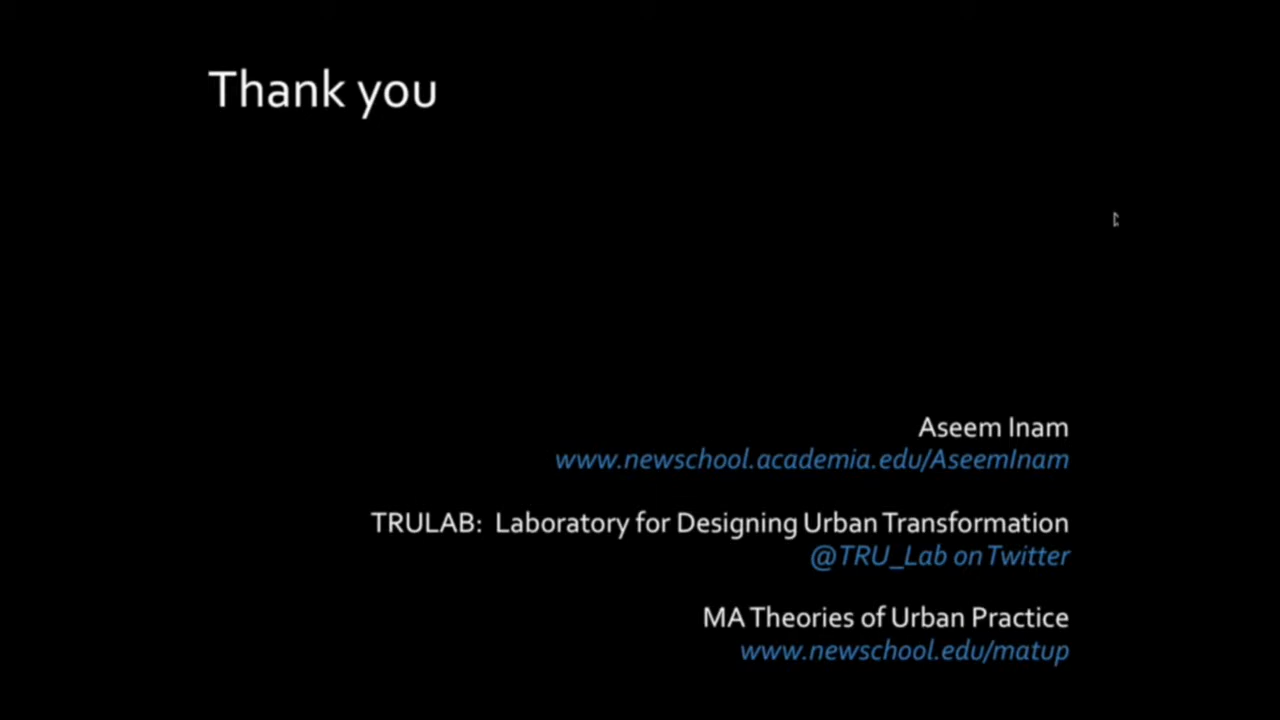 Thank you
Aseem Inam
www.newschool.academia.edu/AseemInam
TRULAB: Laboratory for Designing Urban Transformation
@TRU_Lab on Twitter
MA Theories of Urban Practice
www.newschool.edu/matup